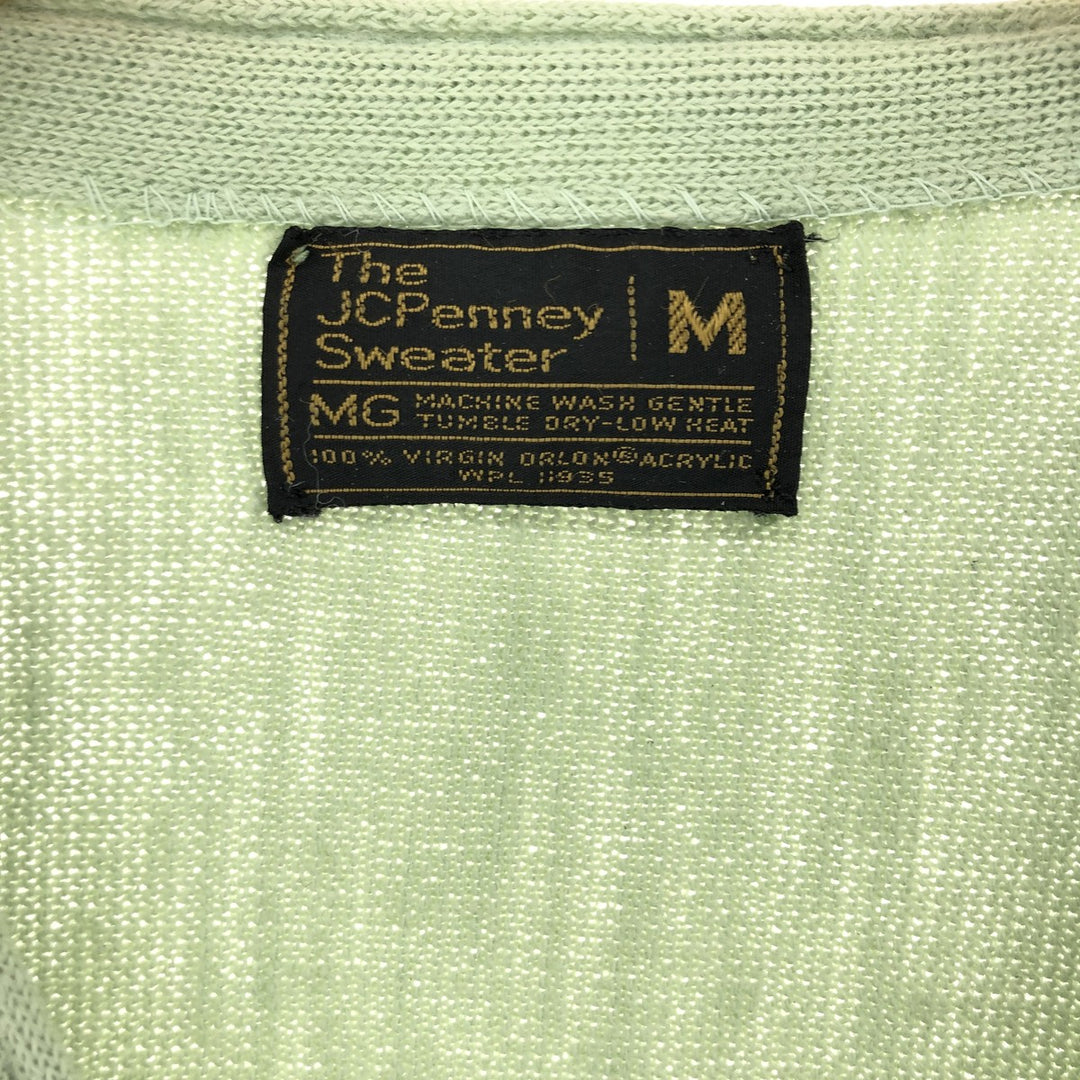 The
JCPenney
Sweater
M
MG
MACHINE WASH GENTLE
TUMBLE DRY-LOW HEAT
100% VIRGIN ORLON® ACRYLIC
WPL 11935